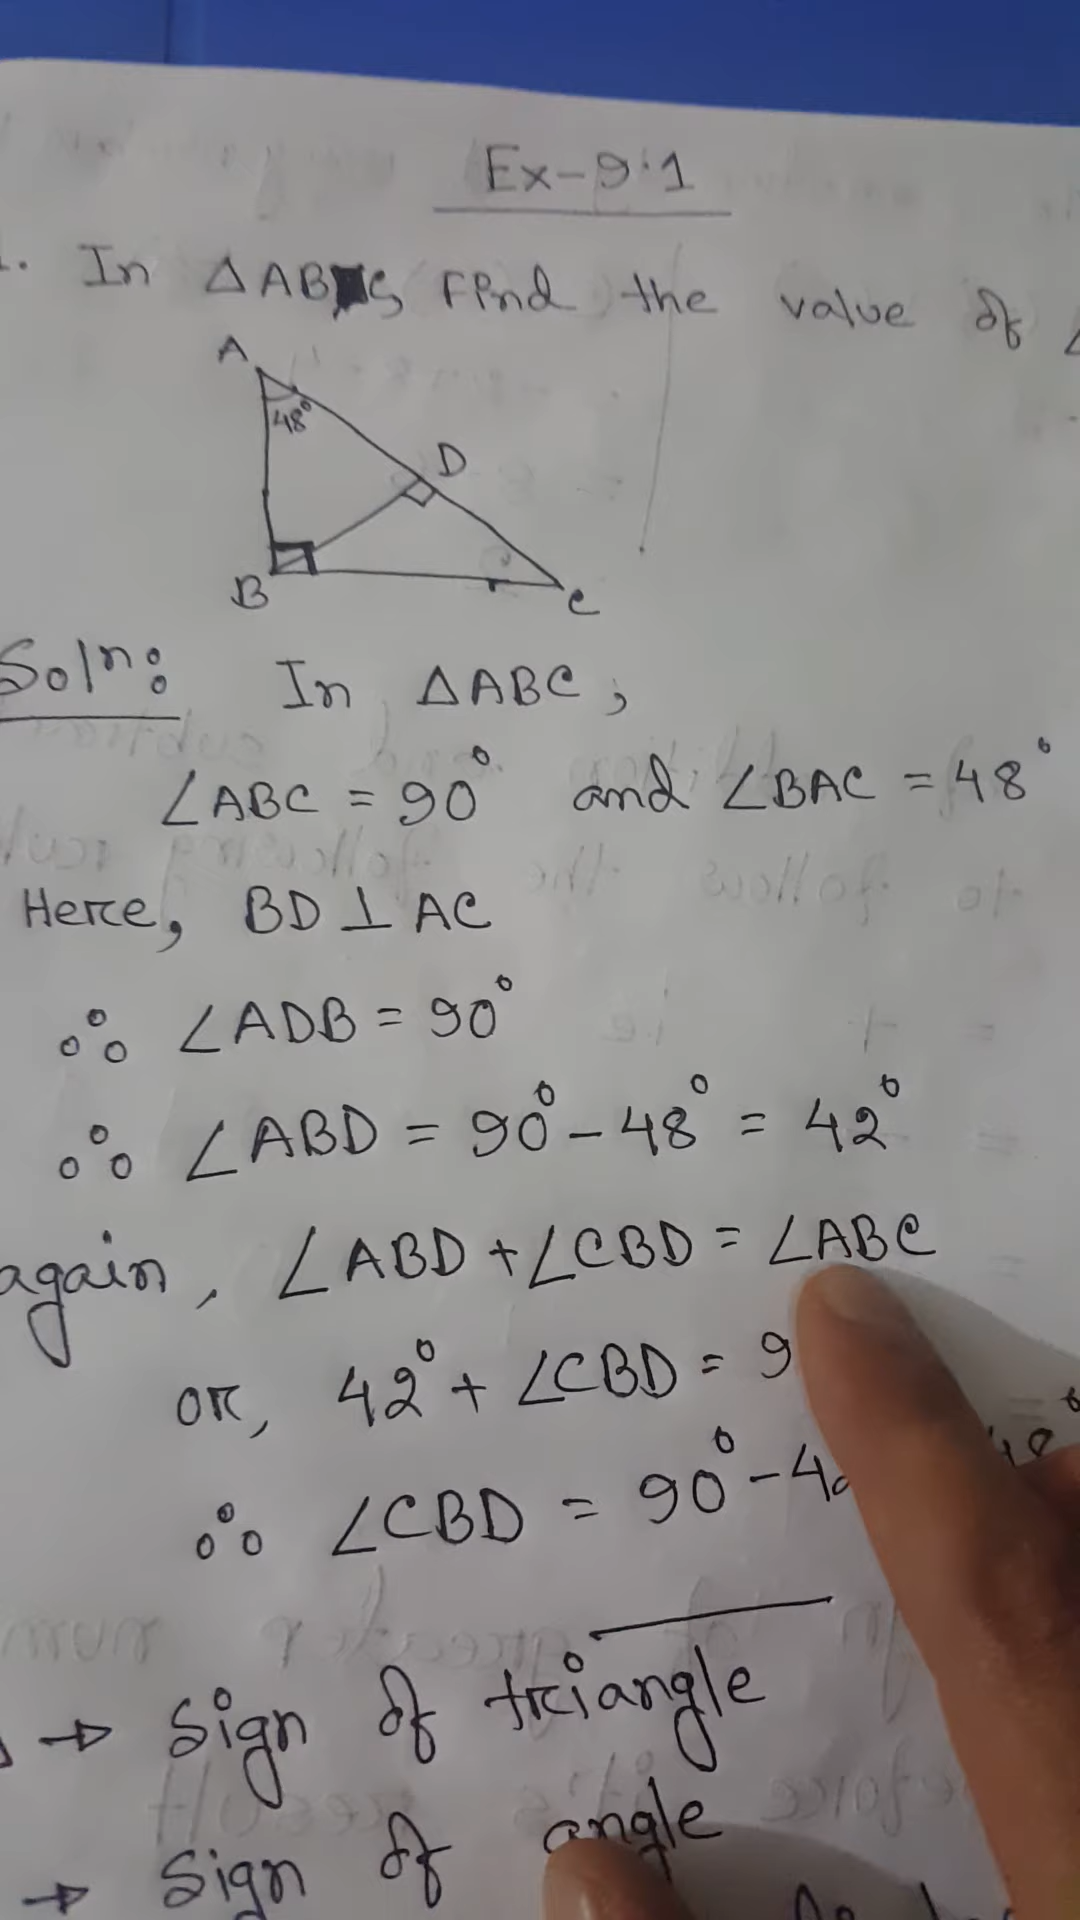 Ex-9.1
1. In ΔABC, Find the value of ∠
A
48°
D
B
C
Soln:  In ΔABC,
∠ABC = 90° and ∠BAC = 48°
Here, BD ⊥ AC
∴ ∠ADB = 90°
∴ ∠ABD = 90° - 48° = 42°
again, ∠ABD + ∠CBD = ∠ABC
or, 42° + ∠CBD = 9
∴ ∠CBD = 90° - 4 48°
→ Sign of triangle
→ Sign of angle